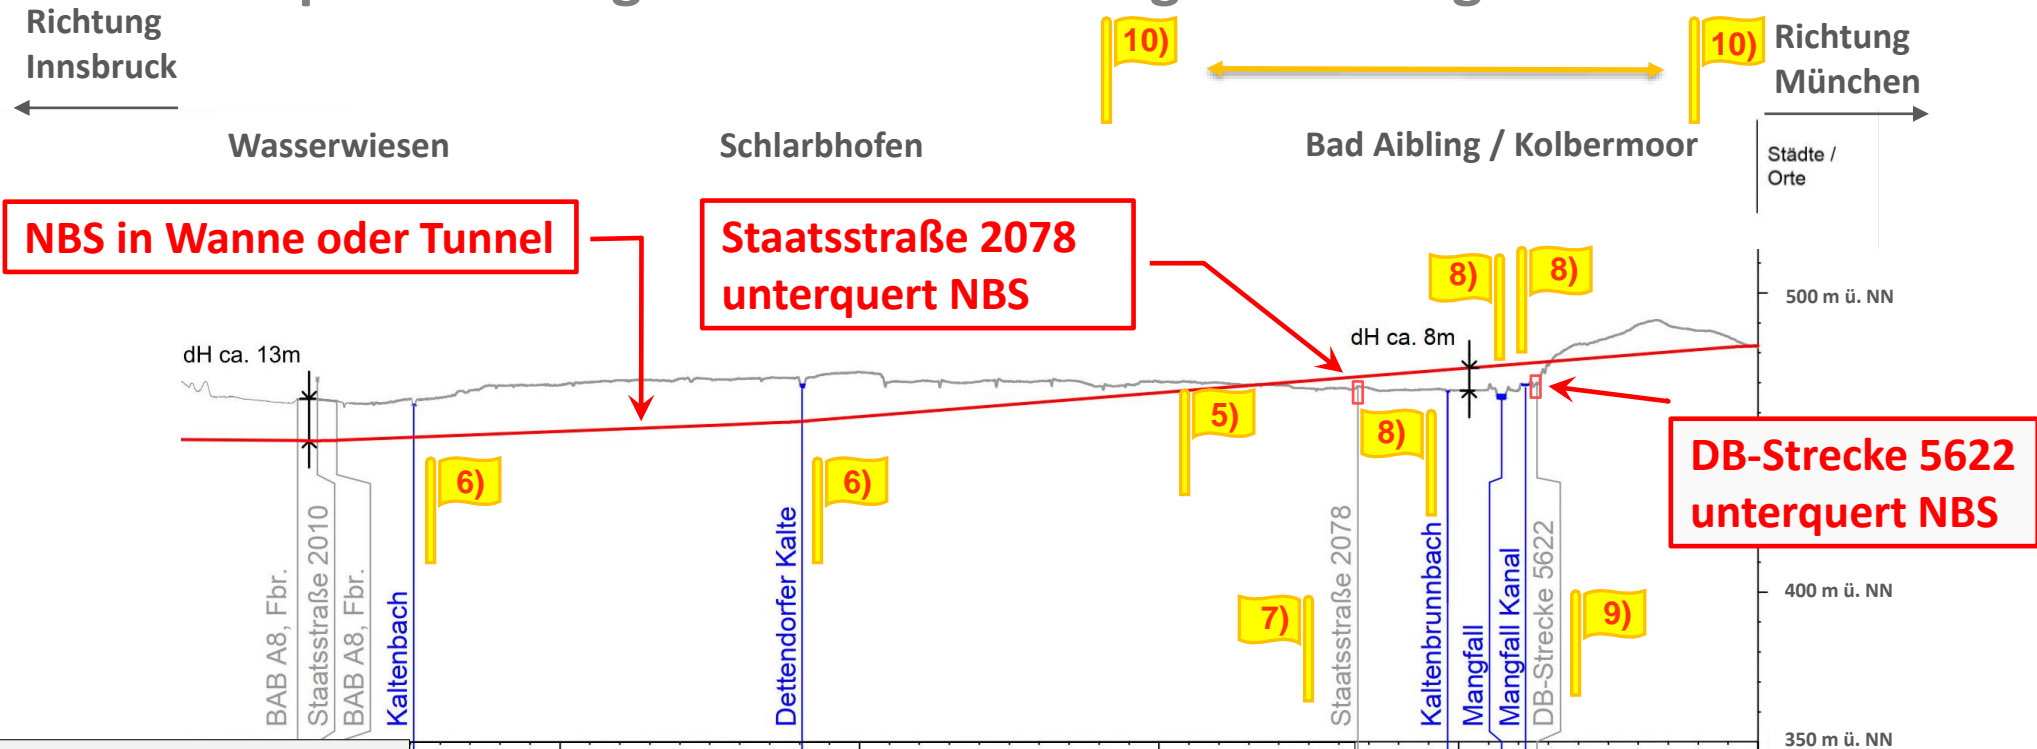 Richtung
Innsbruck
10)
10)
Richtung
München
Wasserwiesen
Schlarbhofen
Bad Aibling / Kolbermoor
Städte /
Orte
NBS in Wanne oder Tunnel
Staatsstraße 2078
unterquert NBS
8)
8)
500 m ü. NN
dH ca. 13m
dH ca. 8m
5)
8)
6)
6)
DB-Strecke 5622
unterquert NBS
7)
9)
400 m ü. NN
BAB A8, Fbr.
Staatsstraße 2010
BAB A8, Fbr.
Kaltenbach
Dettendorfer Kalte
Staatsstraße 2078
Kaltenbrunnbach
Mangfall
Mangfall Kanal
DB-Strecke 5622
350 m ü. NN